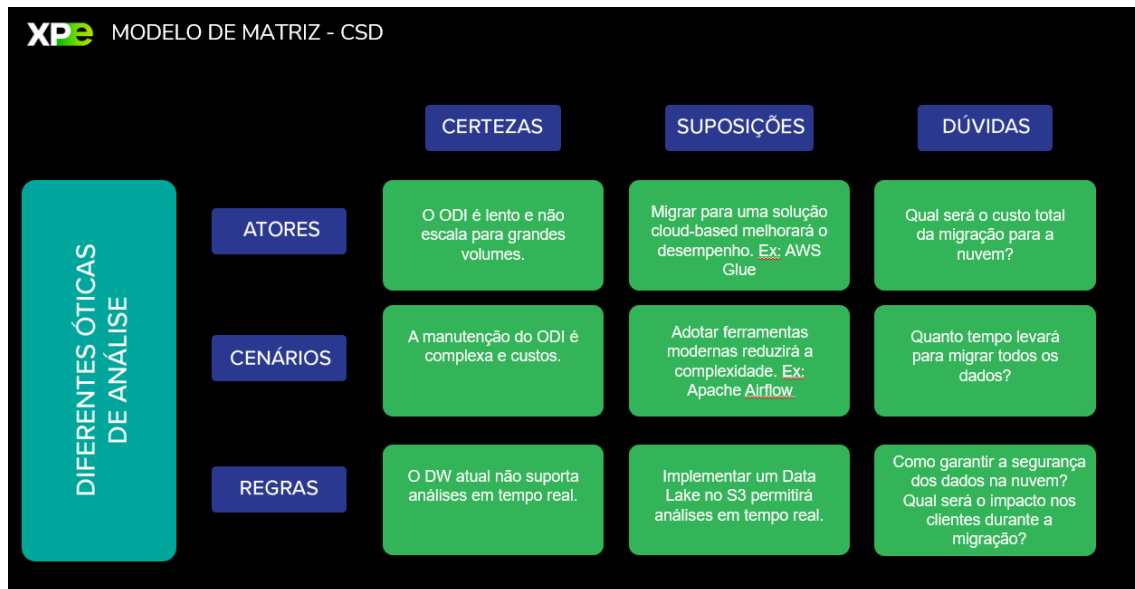 XPe MODELO DE MATRIZ - CSD
CERTEZAS
SUPOSIÇÕES
DÚVIDAS
DIFERENTES ÓTICAS
DE ANÁLISE
ATORES
O ODI é lento e não
escala para grandes
volumes.
Migrar para uma solução
cloud-based melhorará o
desempenho. Ex: AWS
Glue
Qual será o custo total
da migração para a
nuvem?
CENÁRIOS
A manutenção do ODI é
complexa e custos.
Adotar ferramentas
modernas reduzirá a
complexidade. Ex:
Apache Airflow
Quanto tempo levará
para migrar todos os
dados?
REGRAS
O DW atual não suporta
análises em tempo real.
Implementar um Data
Lake no S3 permitirá
análises em tempo real.
Como garantir a segurança
dos dados na nuvem?
Qual será o impacto nos
clientes durante a
migração?